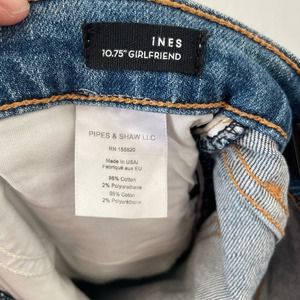 INES
10.75" GIRLFRIEND
PIPES & SHAW LLC
RN 155820
Made in USA/
Fabriqué aux EU
98% Cotton
2% Polyurethane
98% Coton
2% Polyuréthane